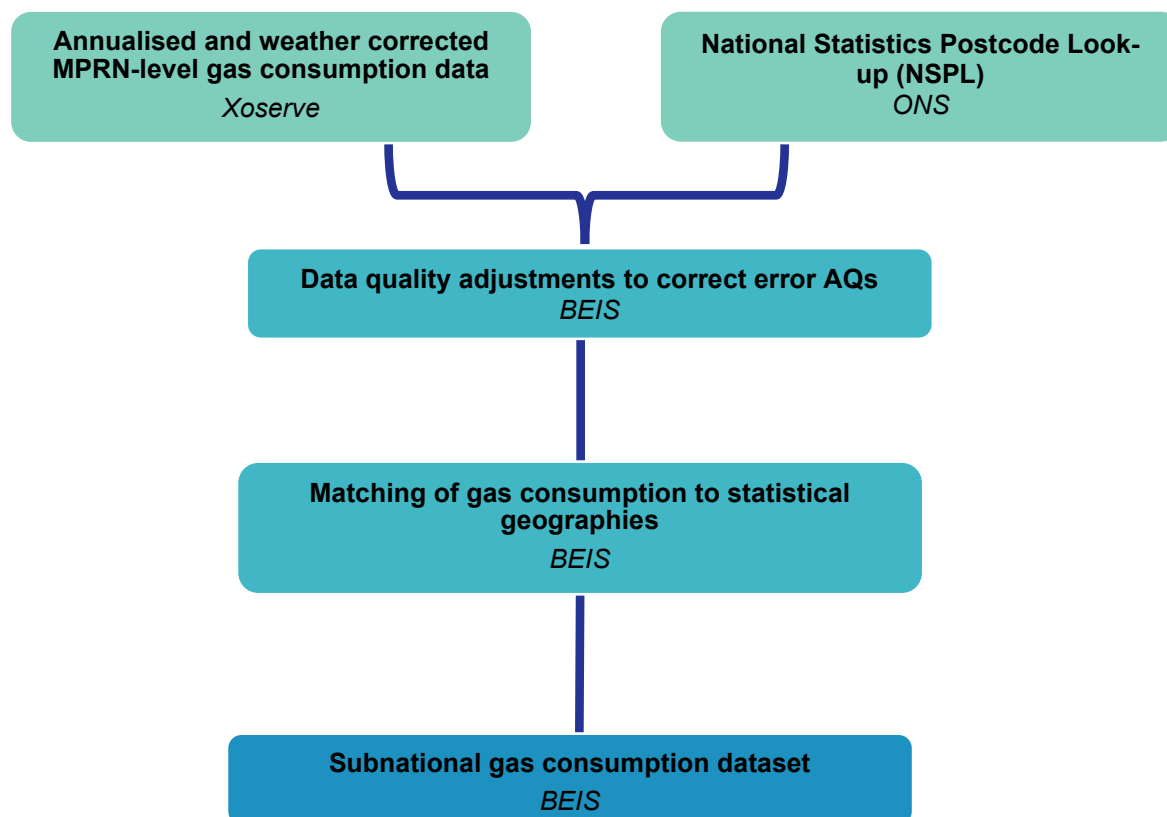 Annualised and weather corrected
MPRN-level gas consumption data
Xoserve
National Statistics Postcode Look-
up (NSPL)
ONS
Data quality adjustments to correct error AQs
BEIS
Matching of gas consumption to statistical
geographies
BEIS
Subnational gas consumption dataset
BEIS